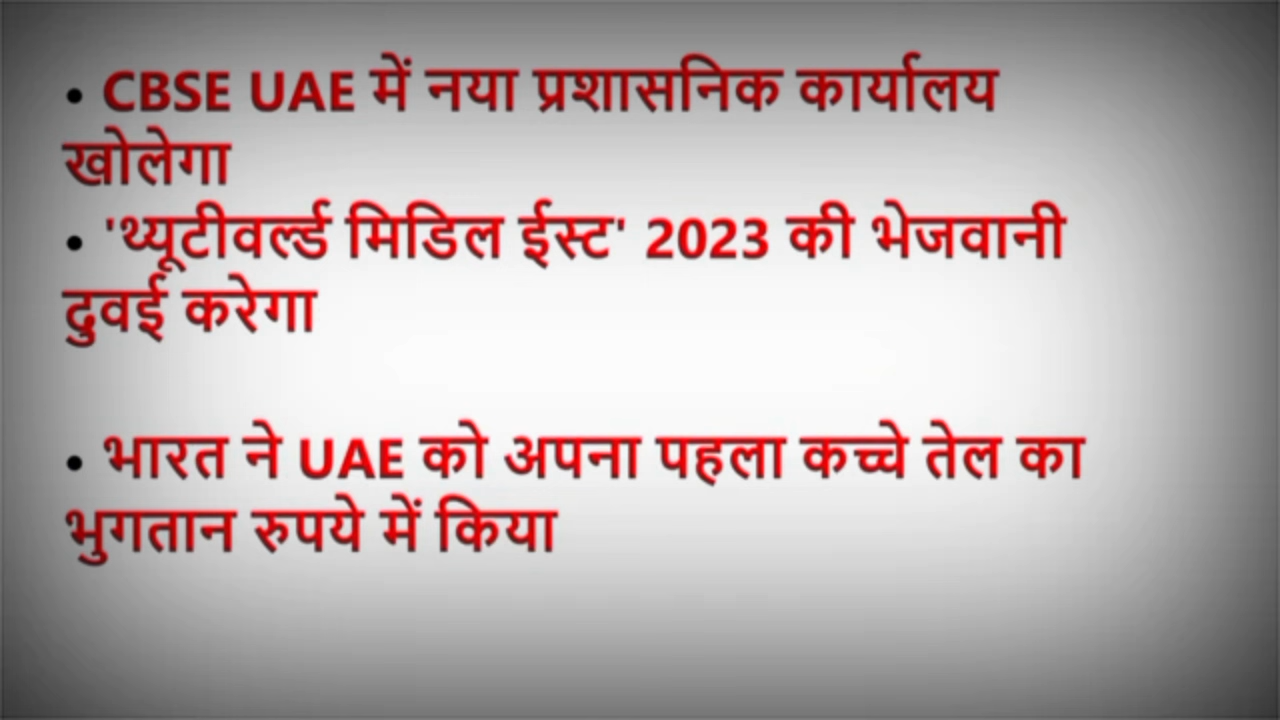 • CBSE UAE में नया प्रशासनिक कार्यालय
खोलेगा
• 'थ्यूटीवर्ल्ड मिडिल ईस्ट' 2023 की भेजवानी
दुवई करेगा
• भारत ने UAE को अपना पहला कच्चे तेल का
भुगतान रुपये में किया